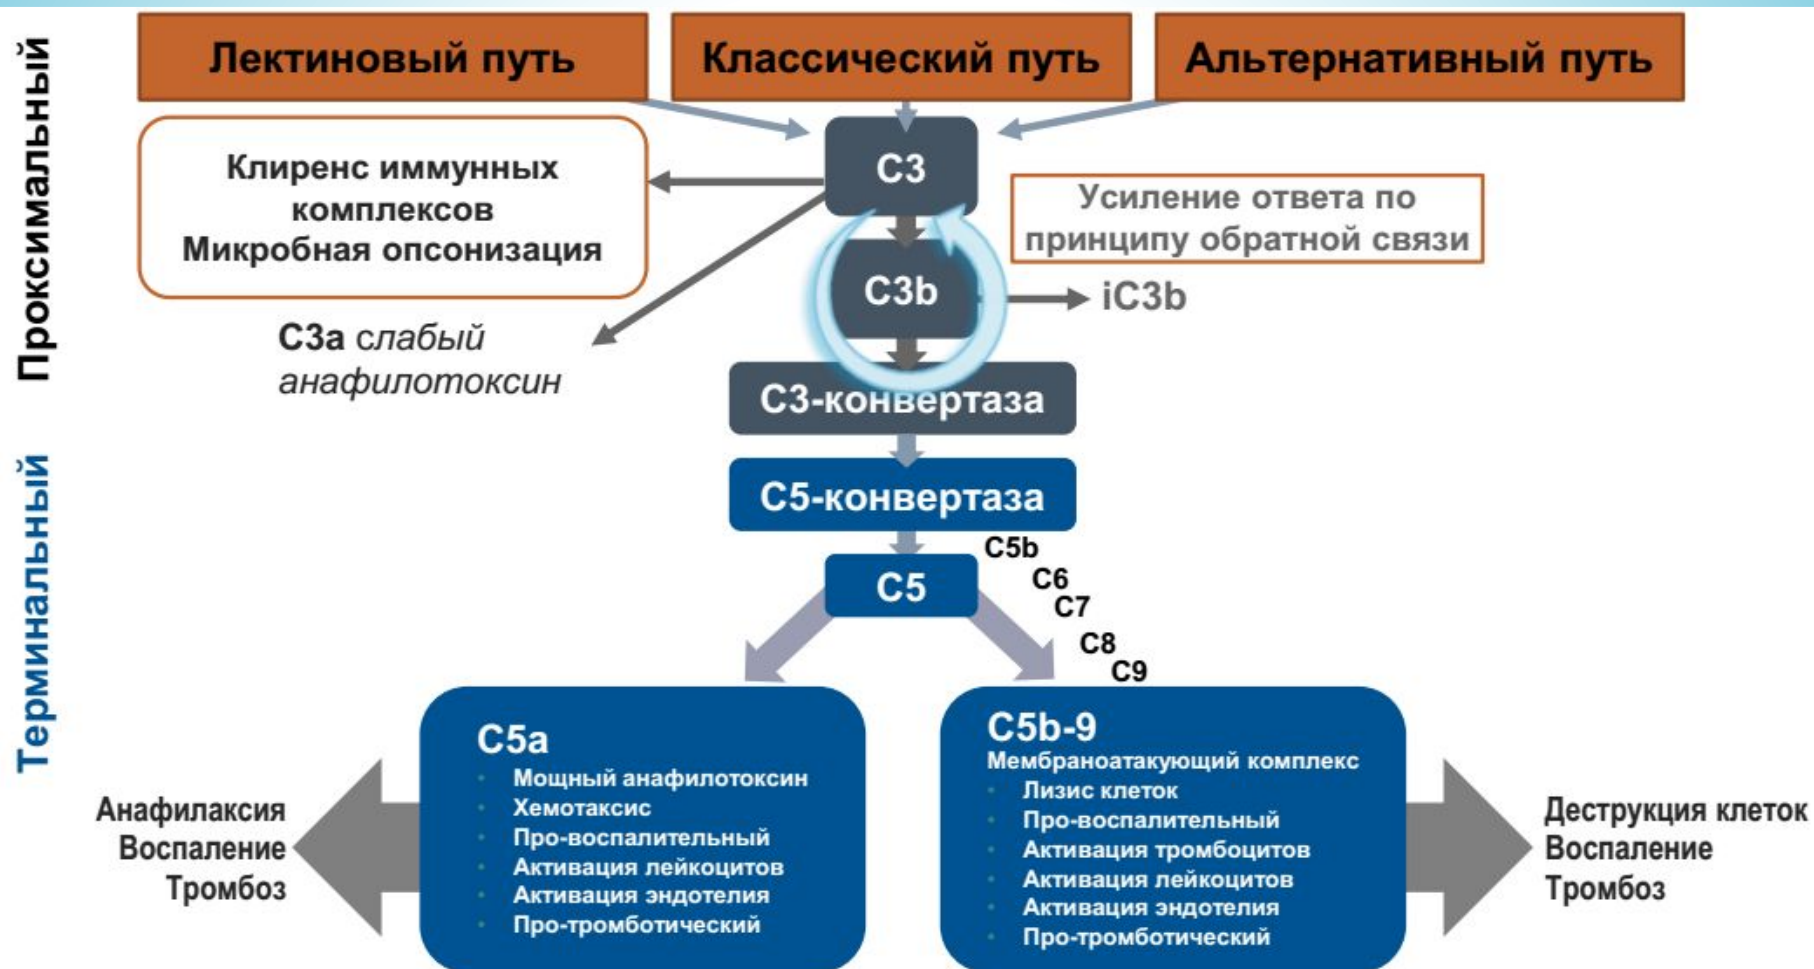 Проксимальный
Лектиновый путь
Классический путь
Альтернативный путь
Клиренс иммунных
комплексов
Микробная опсонизация
C3
Усиление ответа по
принципу обратной связи
C3b
iC3b
C3a слабый
анафилотоксин
C3-конвертаза
Терминальный
C5-конвертаза
C5b
C6
C7
C8
C9
C5
C5a
Мощный анафилотоксин
Хемотаксис
Про-воспалительный
Активация лейкоцитов
Активация эндотелия
Про-тромботический
C5b-9
Мембраноатакующий комплекс
Лизис клеток
Про-воспалительный
Активация тромбоцитов
Активация лейкоцитов
Активация эндотелия
Про-тромботический
Анафилаксия
Воспаление
Тромбоз
Деструкция клеток
Воспаление
Тромбоз